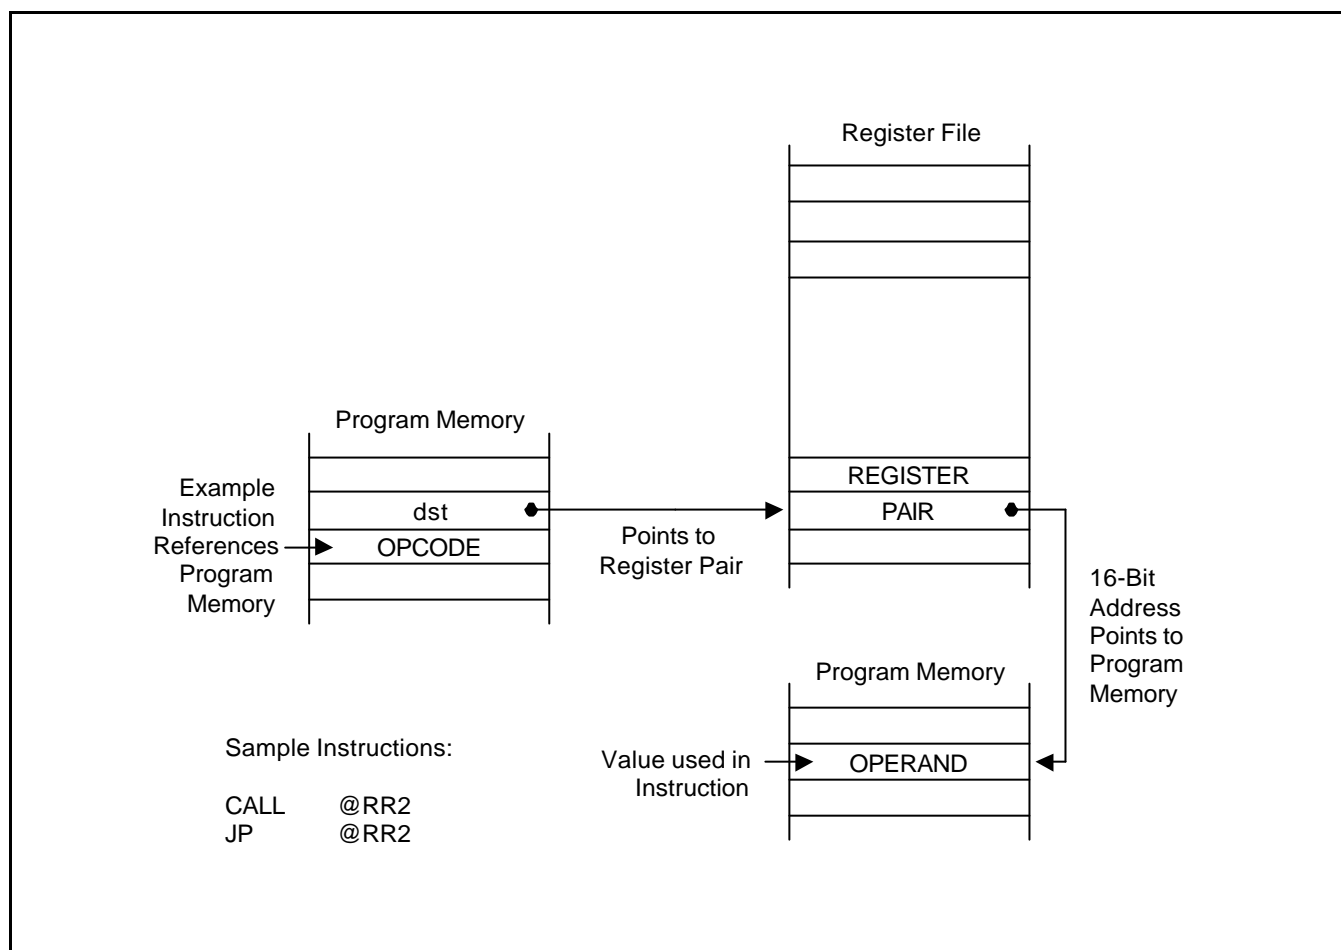 Register File
Program Memory
REGISTER
Example
Instruction
References
Program
Memory
dst
PAIR
OPCODE
Points to
Register Pair
16-Bit
Address
Points to
Program
Memory
Program Memory
Sample Instructions:
Value used in
Instruction
OPERAND
CALL @RR2
JP @RR2